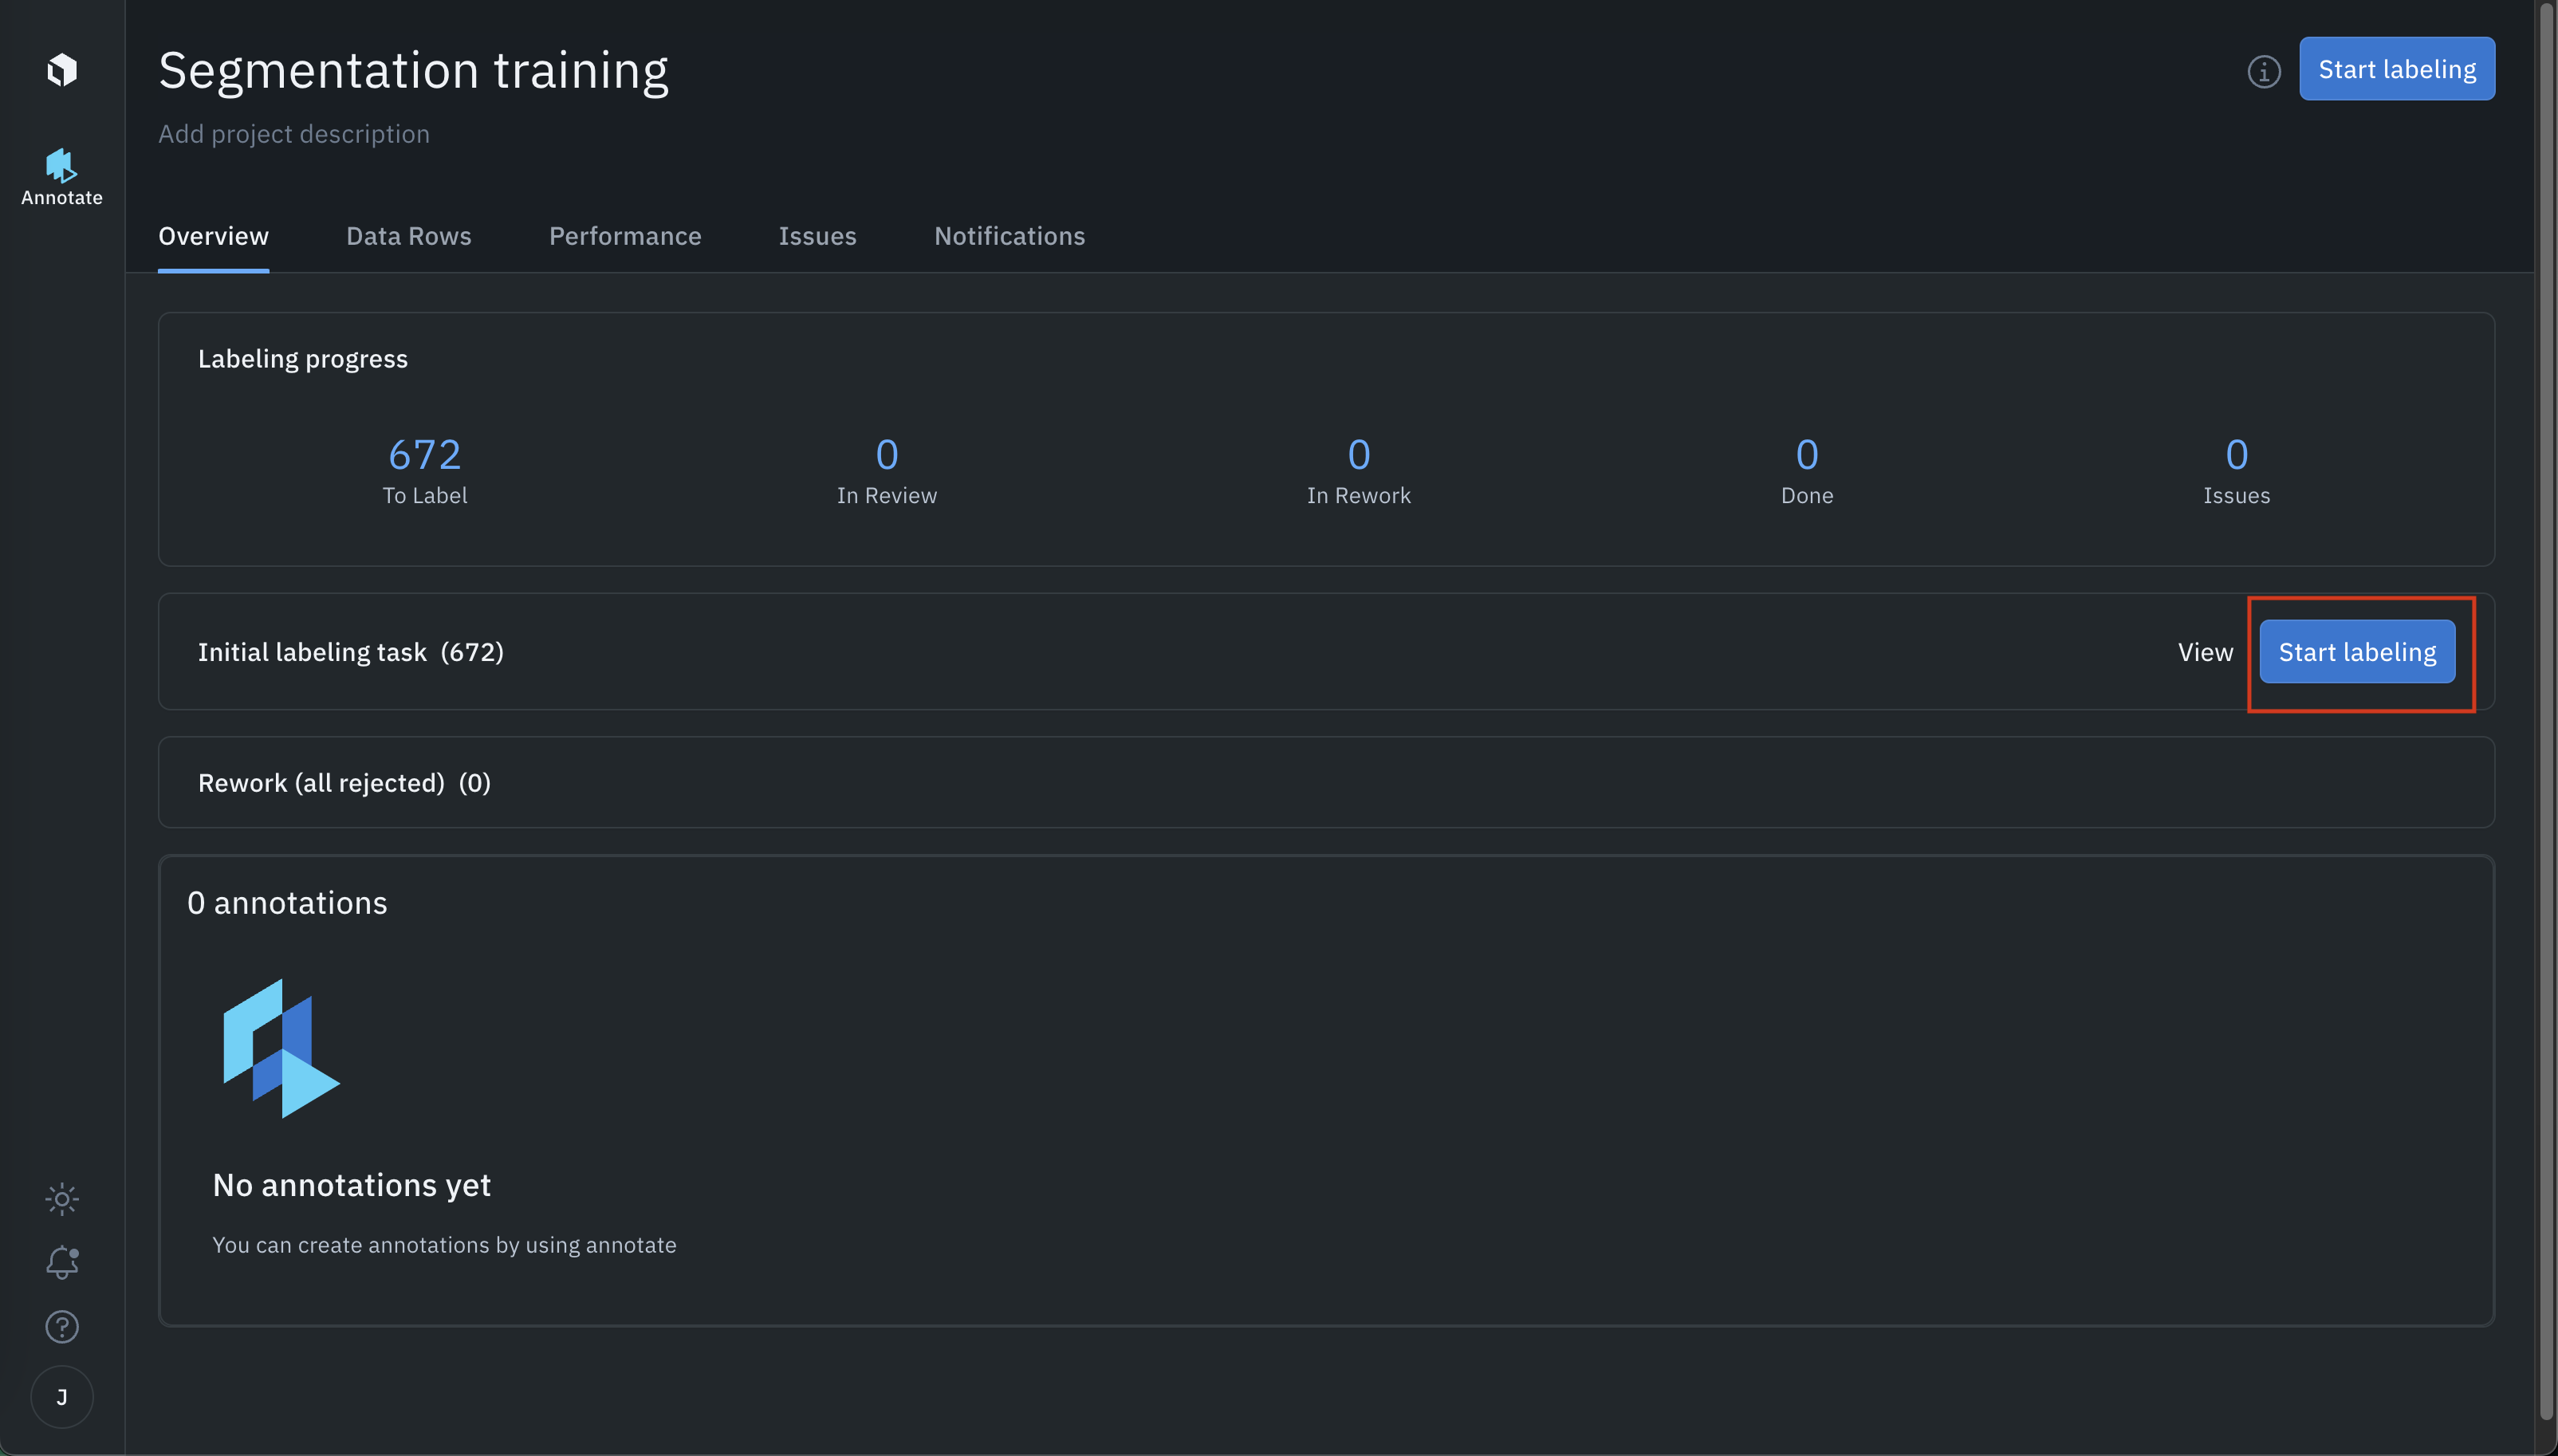 Segmentation training
Start labeling
Add project description
Annotate
Overview Data Rows Performance Issues Notifications
Labeling progress
672 0 0 0 0
To Label In Review In Rework Done Issues
Initial labeling task (672) View Start labeling
Rework (all rejected) (0)
0 annotations
No annotations yet
You can create annotations by using annotate
J